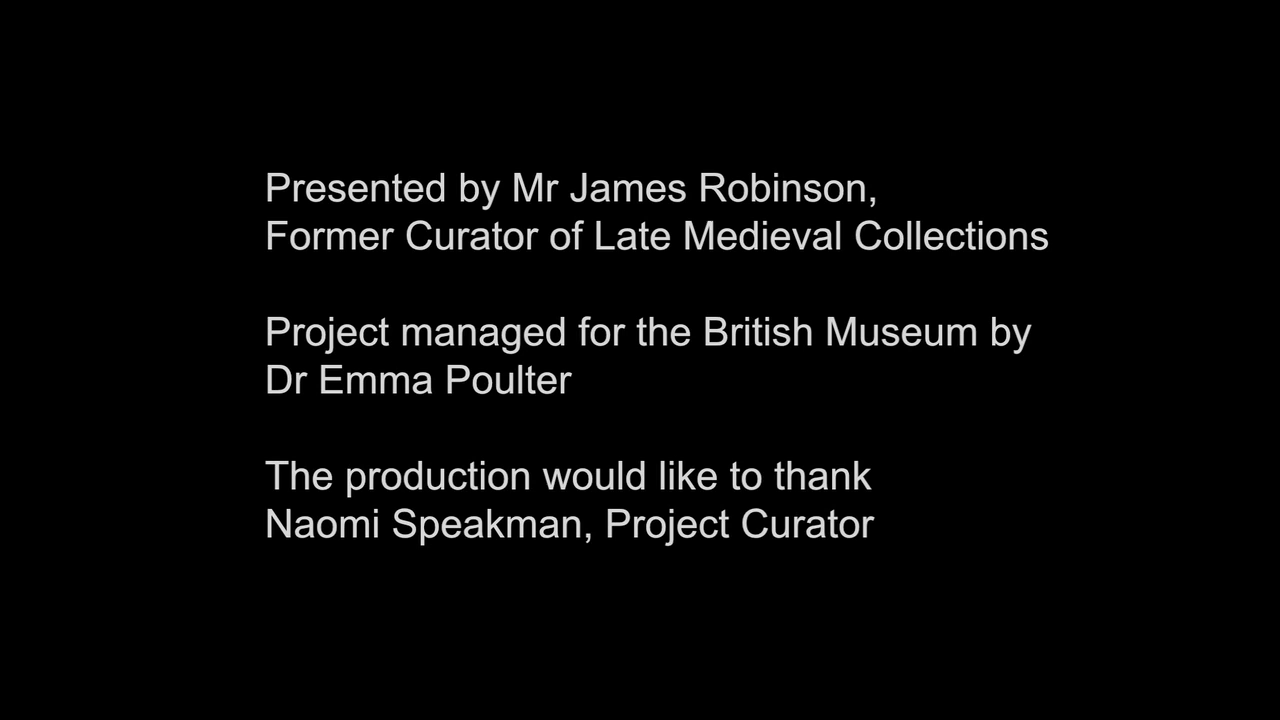 Presented by Mr James Robinson,
Former Curator of Late Medieval Collections
Project managed for the British Museum by
Dr Emma Poulter
The production would like to thank
Naomi Speakman, Project Curator